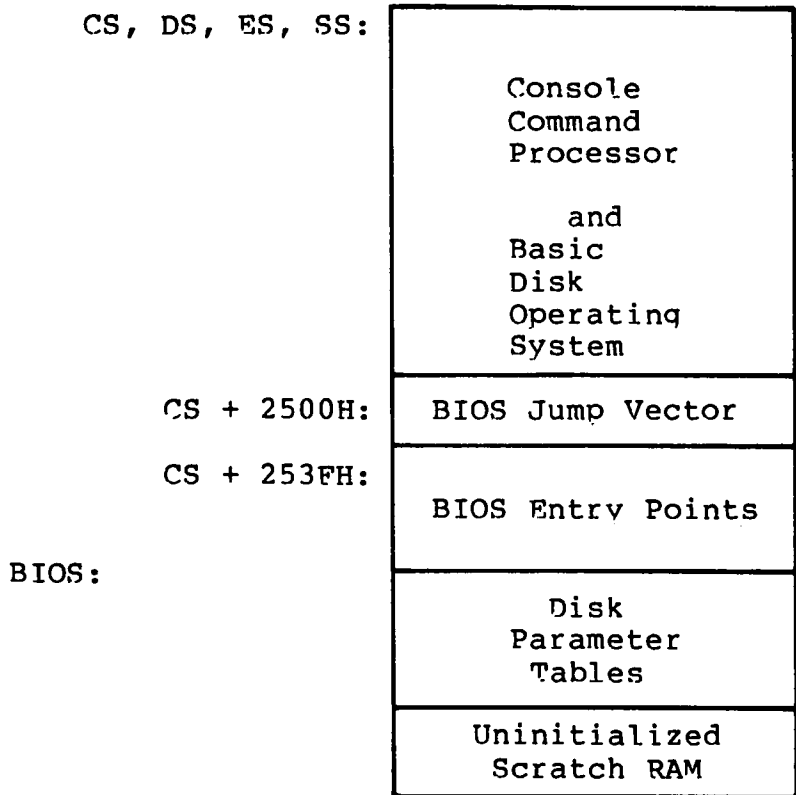 CS, DS, ES, SS:
Console
Command
Processor
and
Basic
Disk
Operating
System
CS + 2500H: BIOS Jump Vector
CS + 253FH:
BIOS Entry Points
BIOS:
Disk
Parameter
Tables
Uninitialized
Scratch RAM